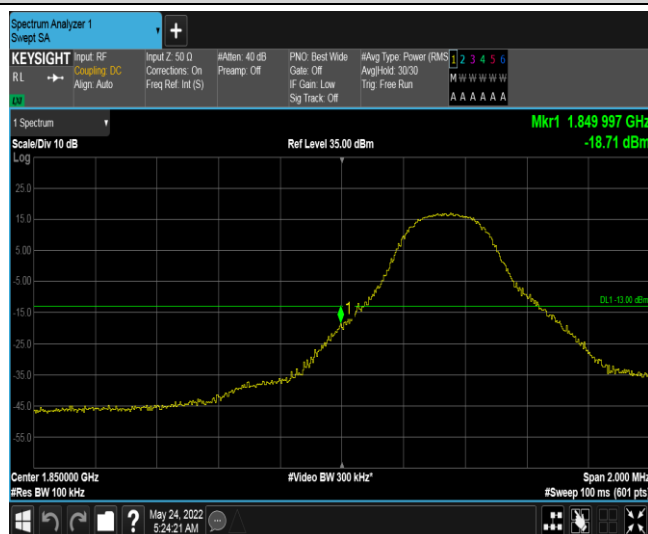 Spectrum Analyzer 1
Swept SA
KEYSIGHT
RL
Input: RF
Coupling: DC
Align: Auto
Input Z: 50 Ω
Corrections: On
Freq Ref: Int (S)
#Atten: 40 dB
Preamp: Off
PNO: Best Wide
Gate: Off
IF Gain: Low
Sig Track: Off
#Avg Type: Power (RMS
Avg|Hold: 30/30
Trig: Free Run
1 2 3 4 5 6
M W W W W W
A A A A A A
1 Spectrum
Scale/Div 10 dB
Ref Level 35.00 dBm
Mkr1 1.849 997 GHz
-18.71 dBm
Log
25.0
15.0
5.00
-5.00
1
DL1 -13.00 dBm
-15.0
-25.0
-35.0
-45.0
-55.0
Center 1.850000 GHz
#Video BW 300 kHz*
Span 2.000 MHz
#Res BW 100 kHz
#Sweep 100 ms (601 pts)
May 24, 2022
5:24:21 AM